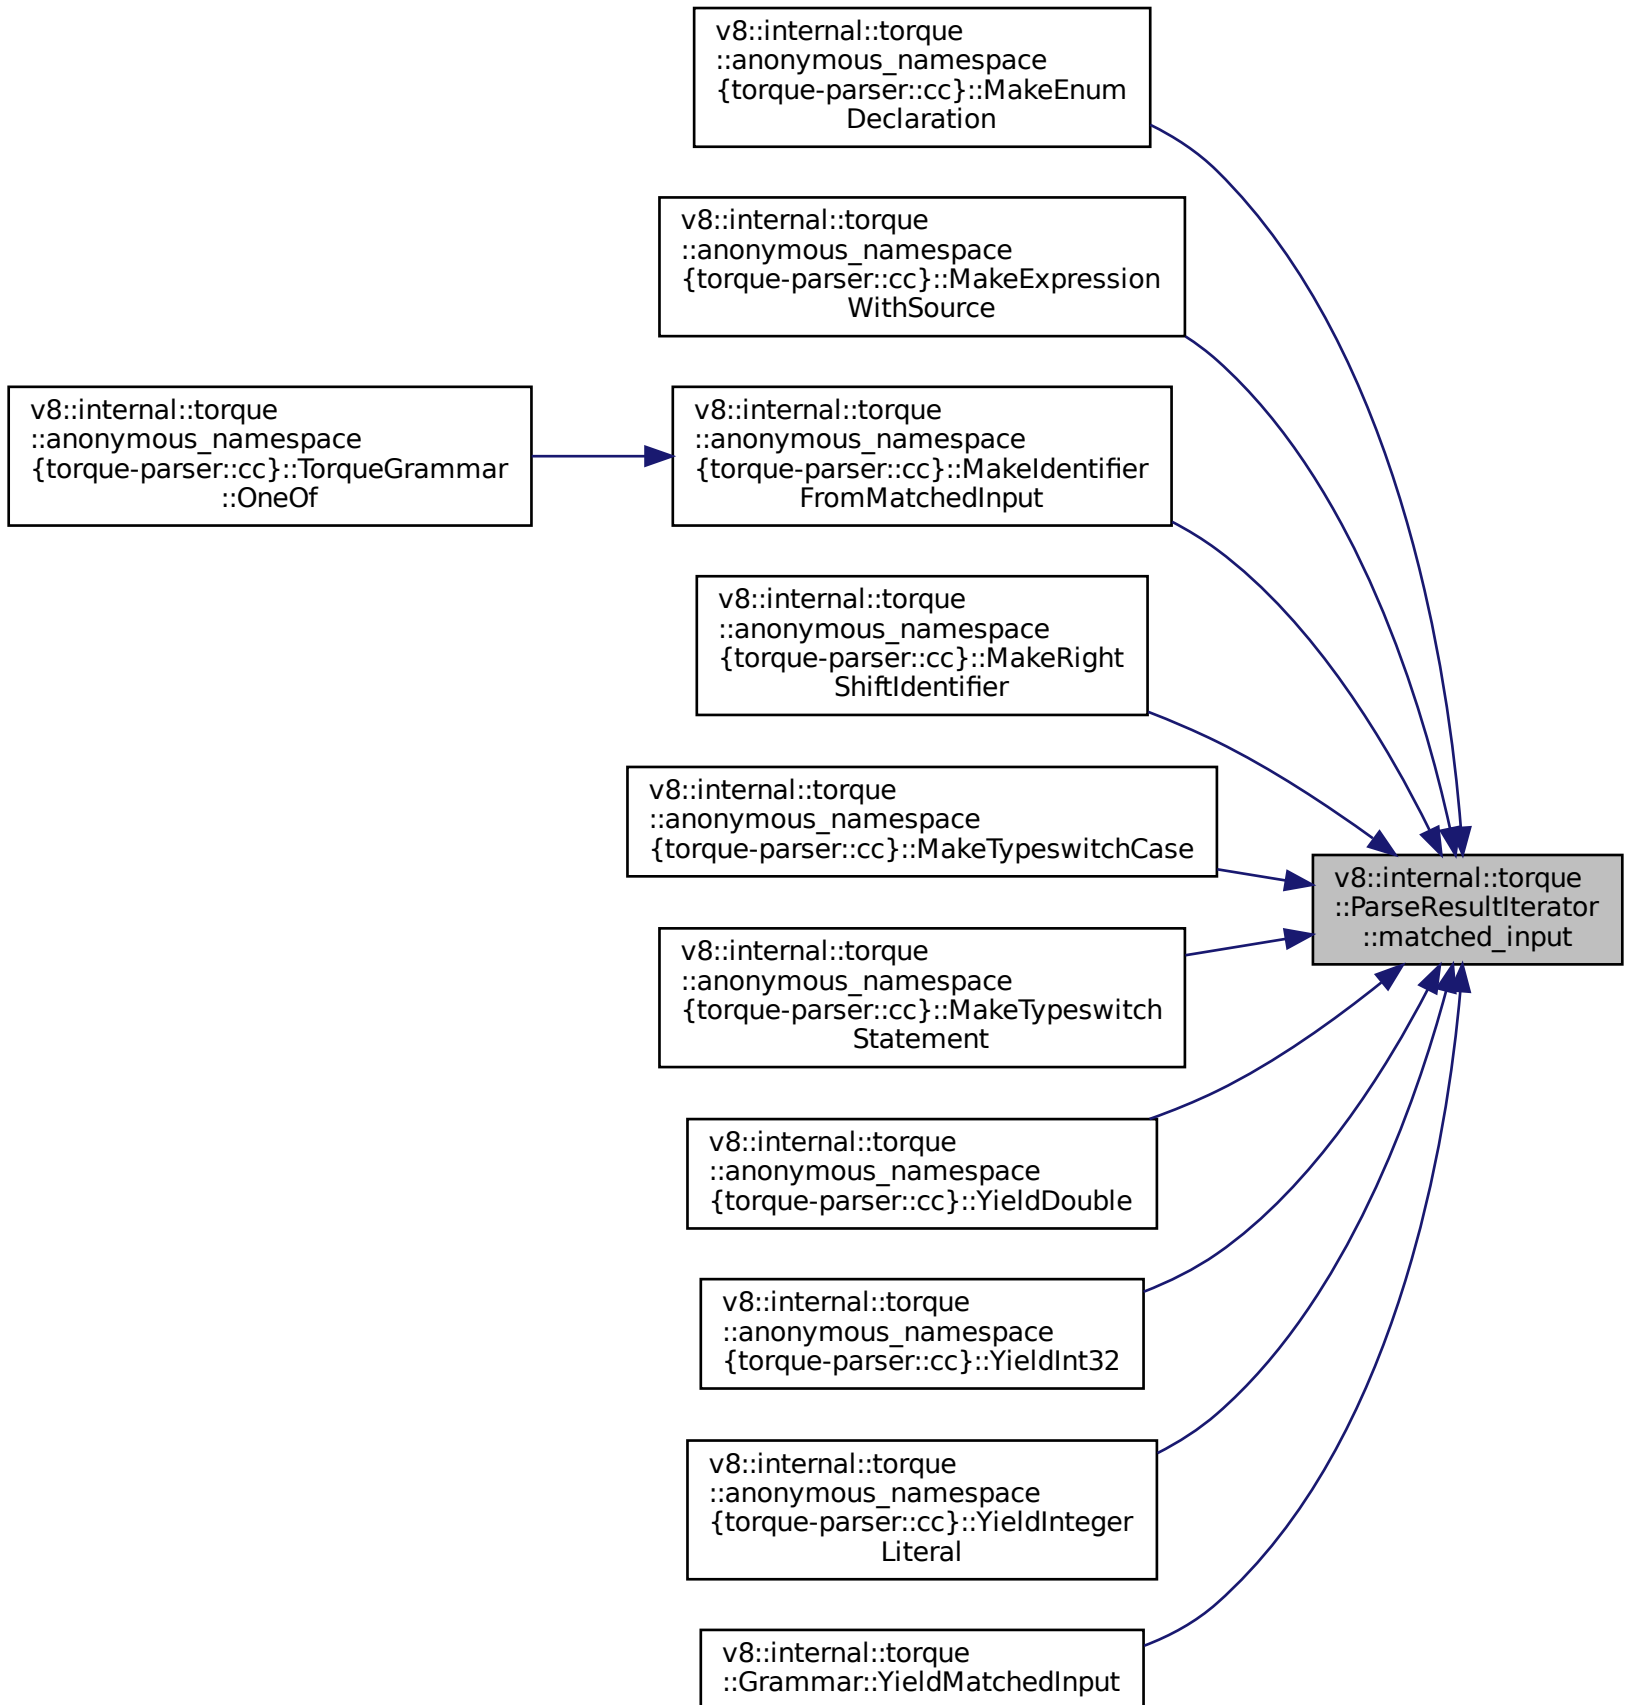 v8::internal::torque
::anonymous_namespace
{torque-parser::cc}::MakeEnum
Declaration
v8::internal::torque
::anonymous_namespace
{torque-parser::cc}::MakeExpression
WithSource
v8::internal::torque
::anonymous_namespace
{torque-parser::cc}::TorqueGrammar
::OneOf
v8::internal::torque
::anonymous_namespace
{torque-parser::cc}::MakeIdentifier
FromMatchedInput
v8::internal::torque
::anonymous_namespace
{torque-parser::cc}::MakeRight
ShiftIdentifier
v8::internal::torque
::anonymous_namespace
{torque-parser::cc}::MakeTypeswitchCase
v8::internal::torque
::ParseResultIterator
::matched_input
v8::internal::torque
::anonymous_namespace
{torque-parser::cc}::MakeTypeswitch
Statement
v8::internal::torque
::anonymous_namespace
{torque-parser::cc}::YieldDouble
v8::internal::torque
::anonymous_namespace
{torque-parser::cc}::YieldInt32
v8::internal::torque
::anonymous_namespace
{torque-parser::cc}::YieldInteger
Literal
v8::internal::torque
::Grammar::YieldMatchedInput